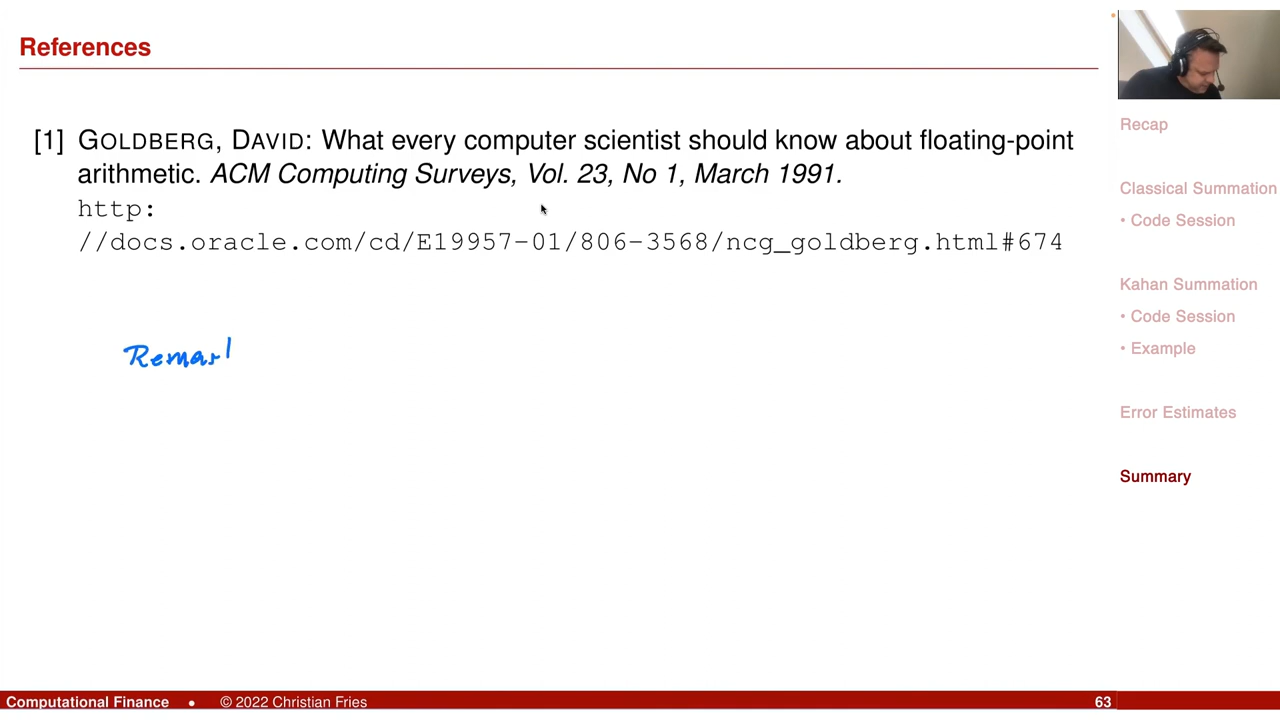 References
[1] GOLDBERG, DAVID: What every computer scientist should know about floating-point
arithmetic. ACM Computing Surveys, Vol. 23, No 1, March 1991.
http:
//docs.oracle.com/cd/E19957-01/806-3568/ncg_goldberg.html#674
Remarl
Recap
Classical Summation
• Code Session
Kahan Summation
• Code Session
• Example
Error Estimates
Summary
Computational Finance • © 2022 Christian Fries 63